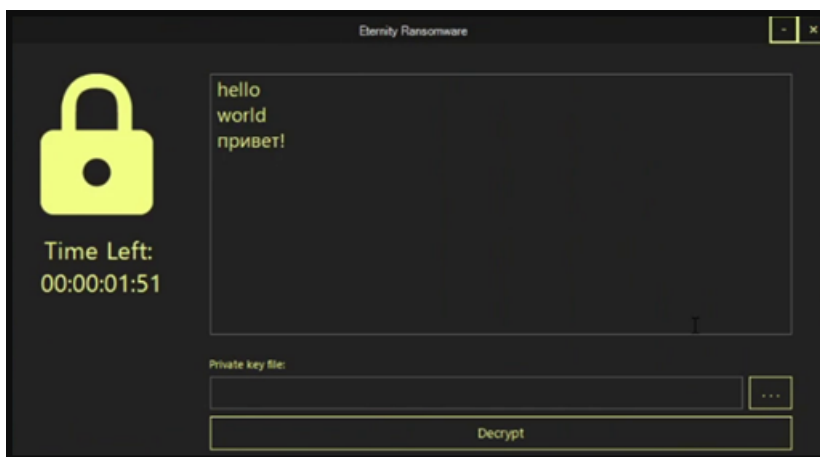 Eternity Ransomware
- ×
hello
world
привет!
Time Left:
00:00:01:51
Private key file:
...
Decrypt